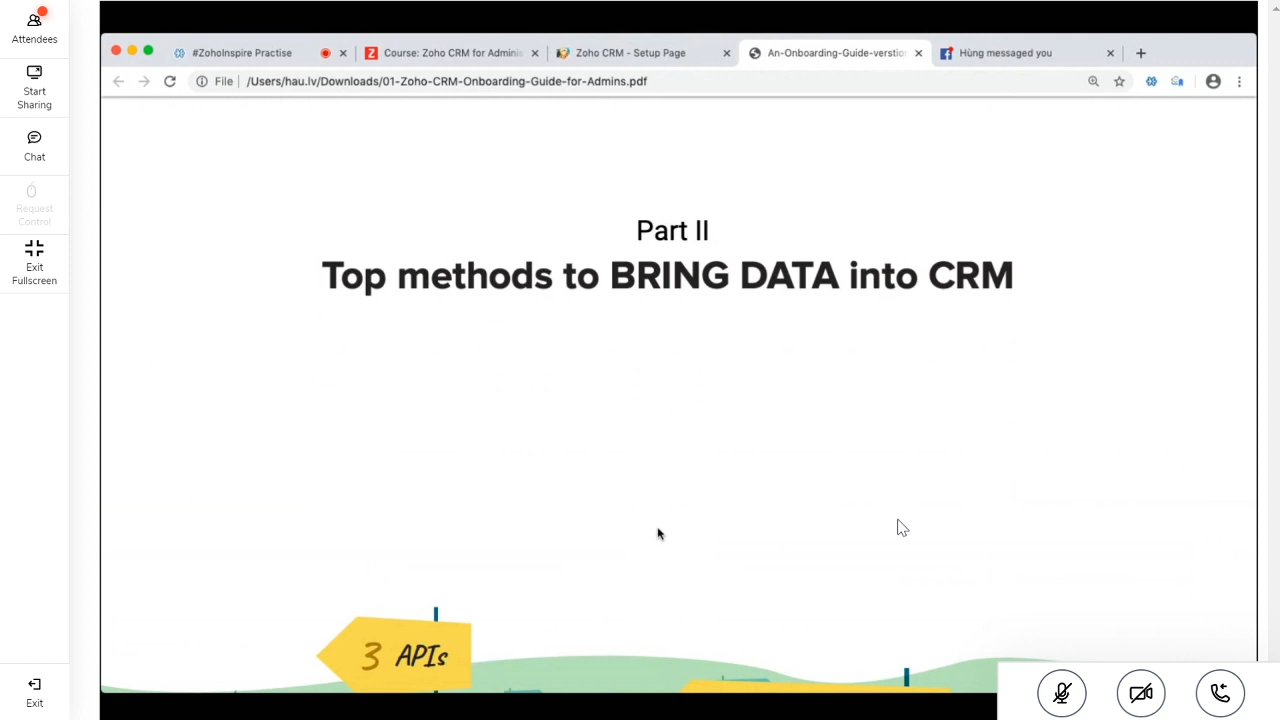 Attendees
Start
Sharing
Chat
Request
Control
Exit
Fullscreen
Exit
#ZohoInspire Practise
Course: Zoho CRM for Adminis
Zoho CRM - Setup Page
An-Onboarding-Guide-verstion
Hùng messaged you
File
/Users/hau.lv/Downloads/01-Zoho-CRM-Onboarding-Guide-for-Admins.pdf
Part II
Top methods to BRING DATA into CRM
3 APIs